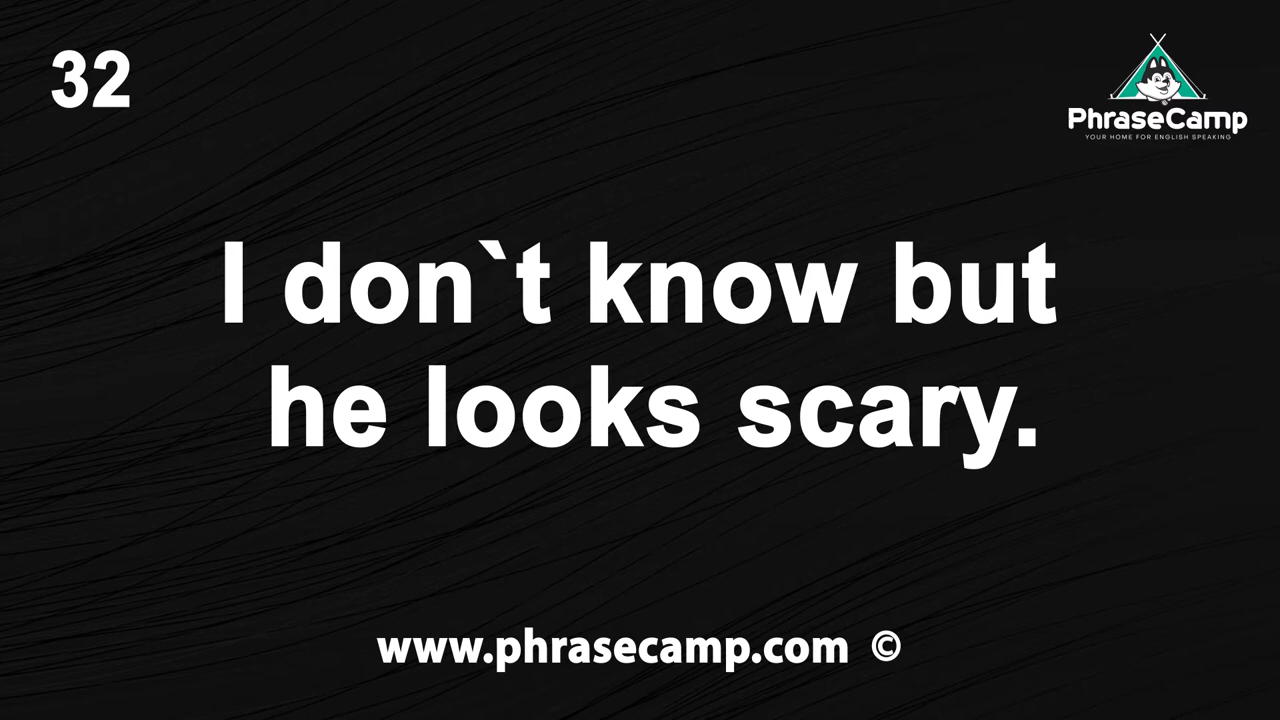 32
PhraseCamp
YOUR HOME FOR ENGLISH SPEAKING
I don`t know but
he looks scary.
www.phrasecamp.com ©